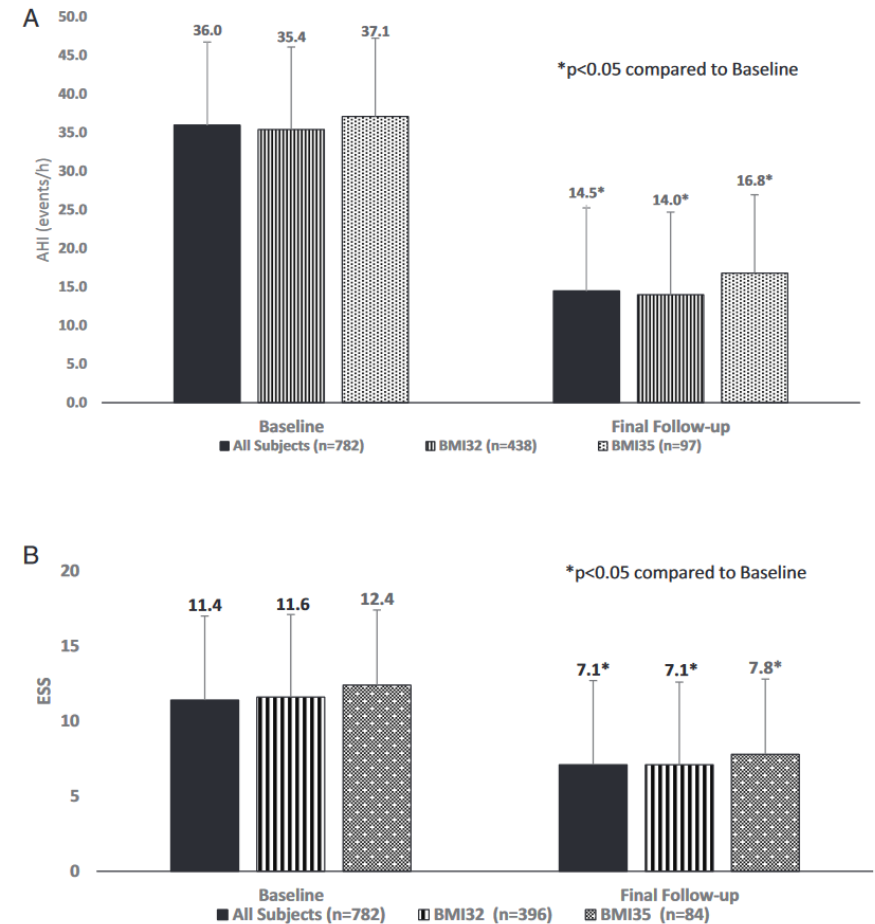 A
50.0
45.0
40.0
35.0
30.0
25.0
20.0
15.0
10.0
5.0
0.0
AHI (events/h)
36.0 35.4 37.1
*p<0.05 compared to Baseline
14.5* 14.0* 16.8*
Baseline Final Follow-up
All Subjects (n=782) BMI32 (n=438) BMI35 (n=97)
B
20
15
10
5
0
ESS
11.4 11.6 12.4
*p<0.05 compared to Baseline
7.1* 7.1* 7.8*
Baseline Final Follow-up
All Subjects (n=782) BMI32 (n=396) BMI35 (n=84)